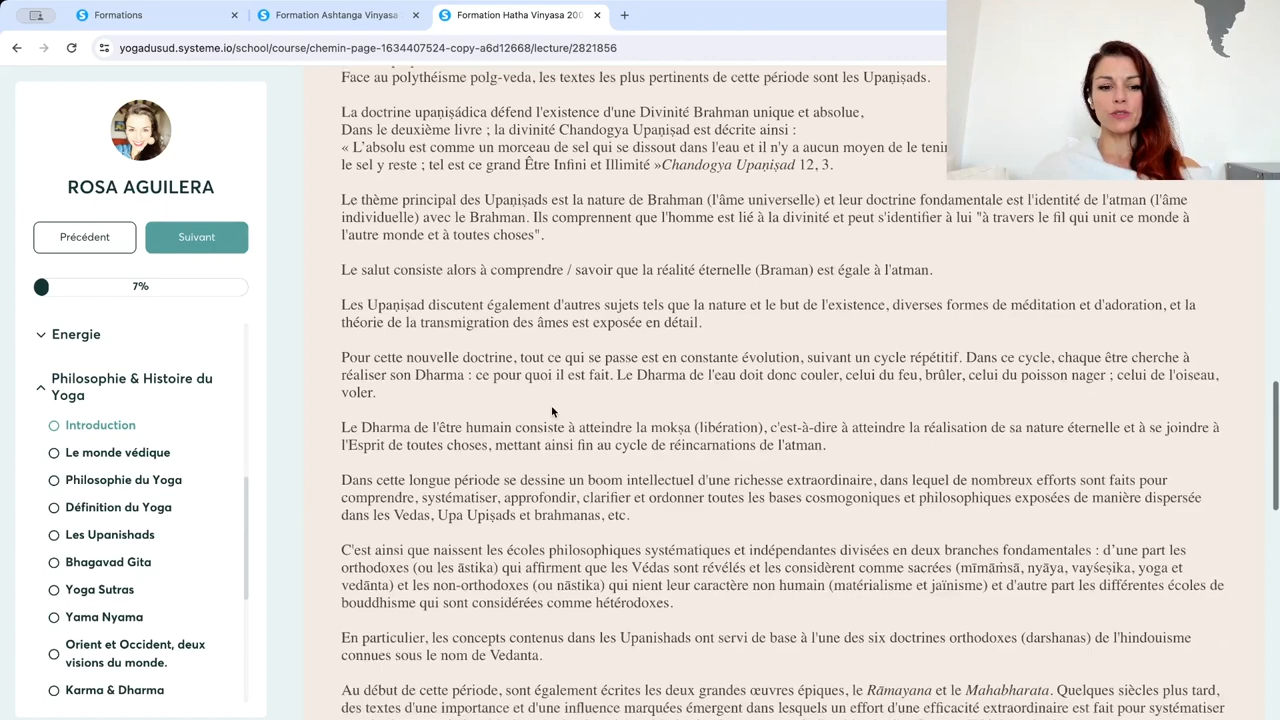 Formations
Formation Ashtanga Vinyasa
Formation Hatha Vinyasa 200
yogadusud.systeme.io/school/course/chemin-page-1634407524-copy-a6d12668/lecture/2821856
ROSA AGUILERA
Précédent
Suivant
7%
Energie
Philosophie & Histoire du
Yoga
Introduction
Le monde védique
Philosophie du Yoga
Définition du Yoga
Les Upanishads
Bhagavad Gita
Yoga Sutras
Yama Nyama
Orient et Occident, deux
visions du monde.
Karma & Dharma
Face au polythéisme polg-veda, les textes les plus pertinents de cette période sont les Upaniṣads.
La doctrine upaniṣádica défend l'existence d'une Divinité Brahman unique et absolue,
Dans le deuxième livre ; la divinité Chandogya Upaniṣad est décrite ainsi :
« L'absolu est comme un morceau de sel qui se dissout dans l'eau et il n'y a aucun moyen de le tenir
le sel y reste ; tel est ce grand Être Infini et Illimité »Chandogya Upaniṣad 12, 3.
Le thème principal des Upaniṣads est la nature de Brahman (l'âme universelle) et leur doctrine fondamentale est l'identité de l'atman (l'âme
individuelle) avec le Brahman. Ils comprennent que l'homme est lié à la divinité et peut s'identifier à lui "à travers le fil qui unit ce monde à
l'autre monde et à toutes choses".
Le salut consiste alors à comprendre / savoir que la réalité éternelle (Braman) est égale à l'atman.
Les Upaniṣad discutent également d'autres sujets tels que la nature et le but de l'existence, diverses formes de méditation et d'adoration, et la
théorie de la transmigration des âmes est exposée en détail.
Pour cette nouvelle doctrine, tout ce qui se passe est en constante évolution, suivant un cycle répétitif. Dans ce cycle, chaque être cherche à
réaliser son Dharma : ce pour quoi il est fait. Le Dharma de l'eau doit donc couler, celui du feu, brûler, celui du poisson nager ; celui de l'oiseau,
voler.
Le Dharma de l'être humain consiste à atteindre la mokṣa (libération), c'est-à-dire à atteindre la réalisation de sa nature éternelle et à se joindre à
l'Esprit de toutes choses, mettant ainsi fin au cycle de réincarnations de l'atman.
Dans cette longue période se dessine un boom intellectuel d'une richesse extraordinaire, dans lequel de nombreux efforts sont faits pour
comprendre, systématiser, approfondir, clarifier et ordonner toutes les bases cosmogoniques et philosophiques exposées de manière dispersée
dans les Vedas, Upa Upiṣads et brahmanas, etc.
C'est ainsi que naissent les écoles philosophiques systématiques et indépendantes divisées en deux branches fondamentales : d'une part les
orthodoxes (ou les āstika) qui affirment que les Védas sont révélés et les considèrent comme sacrées (mīmāṁsā, nyāya, vayśeṣika, yoga et
vedānta) et les non-orthodoxes (ou nāstika) qui nient leur caractère non humain (matérialisme et jaïnisme) et d'autre part les différentes écoles de
bouddhisme qui sont considérées comme hétérodoxes.
En particulier, les concepts contenus dans les Upanishads ont servi de base à l'une des six doctrines orthodoxes (darshanas) de l'hindouisme
connues sous le nom de Vedanta.
Au début de cette période, sont également écrites les deux grandes œuvres épiques, le Rāmayana et le Mahabharata. Quelques siècles plus tard,
des textes d'une importance et d'une influence marquées émergent dans lesquels un effort d'une efficacité extraordinaire est fait pour systématiser